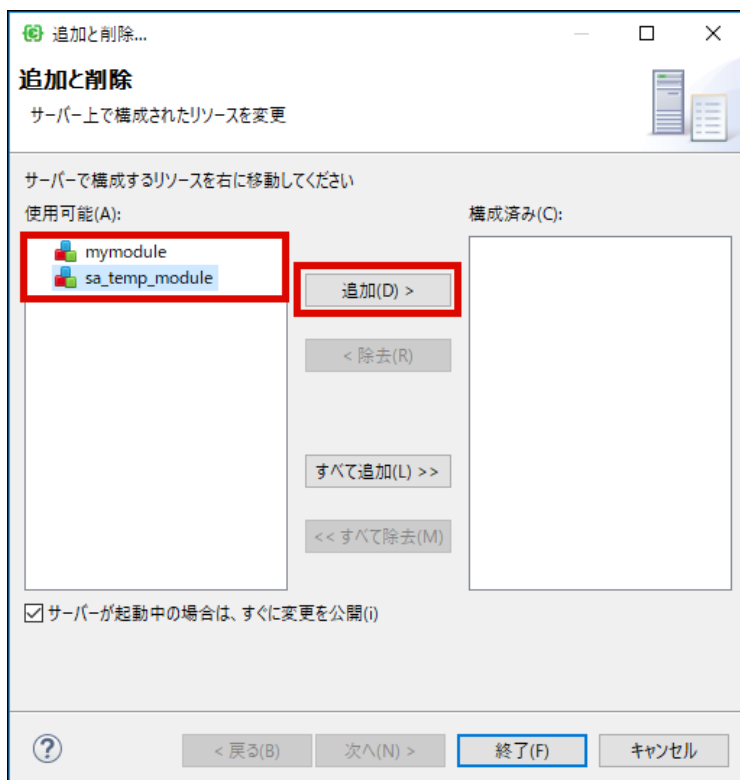 追加と削除...
追加と削除
サーバー上で構成されたリソースを変更
サーバーで構成するリソースを右に移動してください
使用可能(A):
構成済み(C):
mymodule
sa_temp_module
追加(D) >
< 除去(R)
すべて追加(L) >>
<< すべて除去(M)
サーバーが起動中の場合は、すぐに変更を公開(i)
< 戻る(B)
次へ(N) >
終了(F)
キャンセル